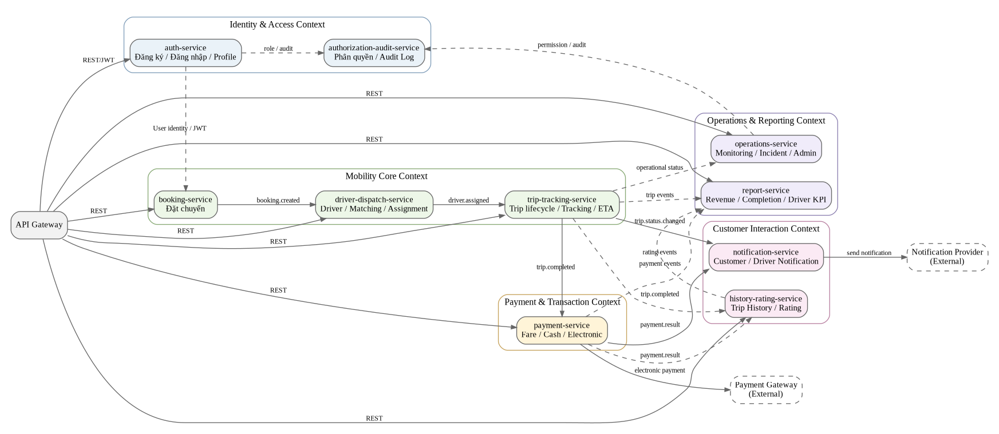 Identity & Access Context
auth-service
Đăng ký / Đăng nhập / Profile
role / audit
authorization-audit-service
Phân quyền / Audit Log
permission / audit
REST/JWT
REST
User identity / JWT
REST
Operations & Reporting Context
operations-service
Monitoring / Incident / Admin
operational status
report-service
Revenue / Completion / Driver KPI
trip events
Mobility Core Context
booking-service
Đặt chuyến
booking.created
driver-dispatch-service
Driver / Matching / Assignment
driver.assigned
trip-tracking-service
Trip lifecycle / Tracking / ETA
API Gateway
REST
REST
REST
trip.status.changed
Customer Interaction Context
notification-service
Customer / Driver Notification
send notification
Notification Provider
(External)
rating events
payment events
trip.completed
REST
trip.completed
history-rating-service
Trip History / Rating
Payment & Transaction Context
payment-service
Fare / Cash / Electronic
payment.result
payment.result
electronic payment
Payment Gateway
(External)
REST